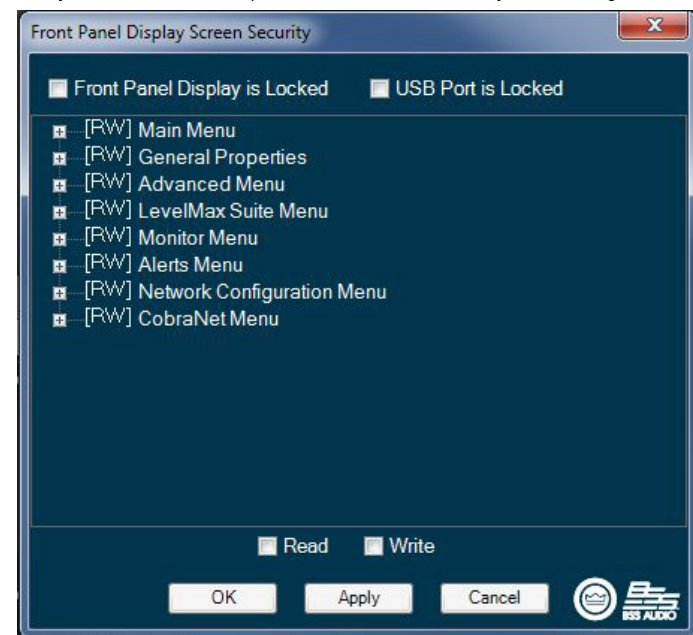 Front Panel Display Screen Security
Front Panel Display is Locked USB Port is Locked
[RW] Main Menu
[RW] General Properties
[RW] Advanced Menu
[RW] LevelMax Suite Menu
[RW] Monitor Menu
[RW] Alerts Menu
[RW] Network Configuration Menu
[RW] CobraNet Menu
Read Write
OK Apply Cancel
BSS AUDIO